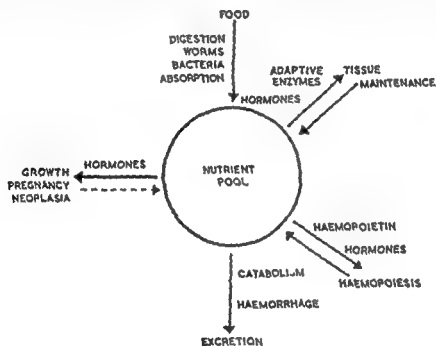 FOOD
DIGESTION
WORMS
BACTERIA
ABSORPTION
HORMONES
ADAPTIVE
ENZYMES
TISSUE
MAINTENANCE
HORMONES
GROWTH
PREGNANCY
NEOPLASIA
NUTRIENT
POOL
HAEMOPOIETIN
HORMONES
HAEMOPOIESIS
CATABOLISM
HAEMORRHAGE
EXCRETION